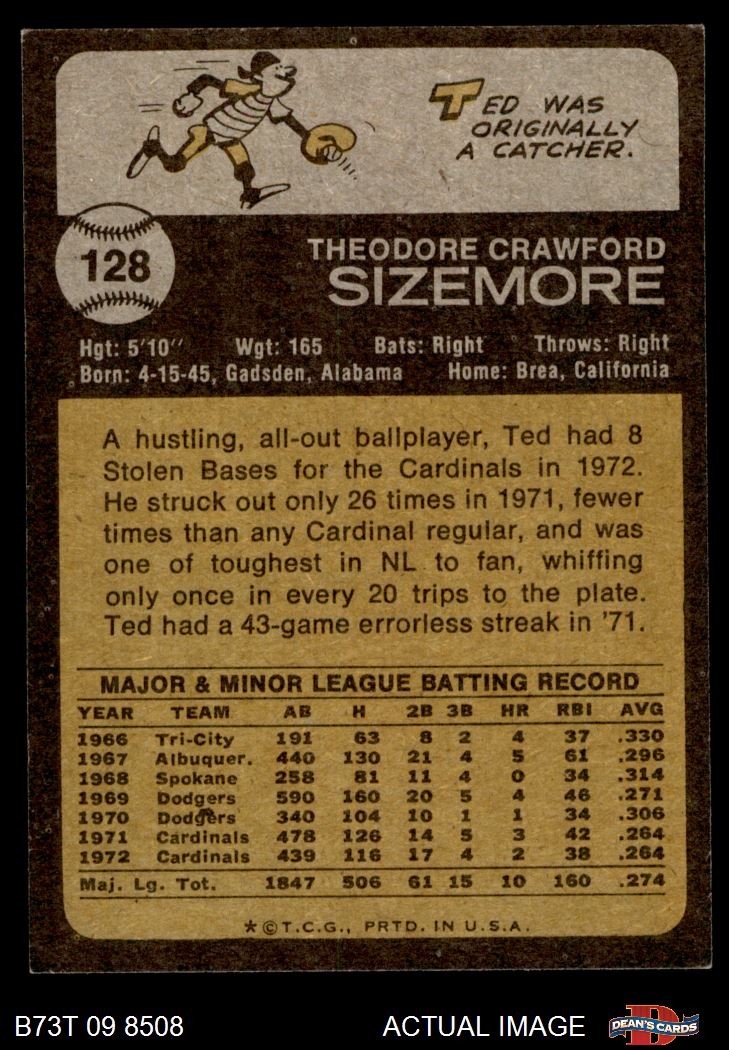 TED WAS
ORIGINALLY
A CATCHER.
128
THEODORE CRAWFORD
SIZEMORE
Hgt: 5'10" Wgt: 165 Bats: Right Throws: Right
Born: 4-15-45, Gadsden, Alabama Home: Brea, California
A hustling, all-out ballplayer, Ted had 8
Stolen Bases for the Cardinals in 1972.
He struck out only 26 times in 1971, fewer
times than any Cardinal regular, and was
one of toughest in NL to fan, whiffing
only once in every 20 trips to the plate.
Ted had a 43-game errorless streak in '71.
MAJOR & MINOR LEAGUE BATTING RECORD
YEAR TEAM AB H 2B 3B HR RBI AVG
1966 Tri-City 191 63 8 2 4 37 .330
1967 Albuquer. 440 130 21 4 5 61 .296
1968 Spokane 258 81 11 4 0 34 .314
1969 Dodgers 590 160 20 5 4 46 .271
1970 Dodgers 340 104 10 1 1 34 .306
1971 Cardinals 478 126 14 5 3 42 .264
1972 Cardinals 439 116 17 4 2 38 .264
Maj. Lg. Tot. 1847 506 61 15 10 160 .274
*©T.C.G., PRTD. IN U.S.A.
B73T 09 8508 ACTUAL IMAGE D DEAN'S CARDS